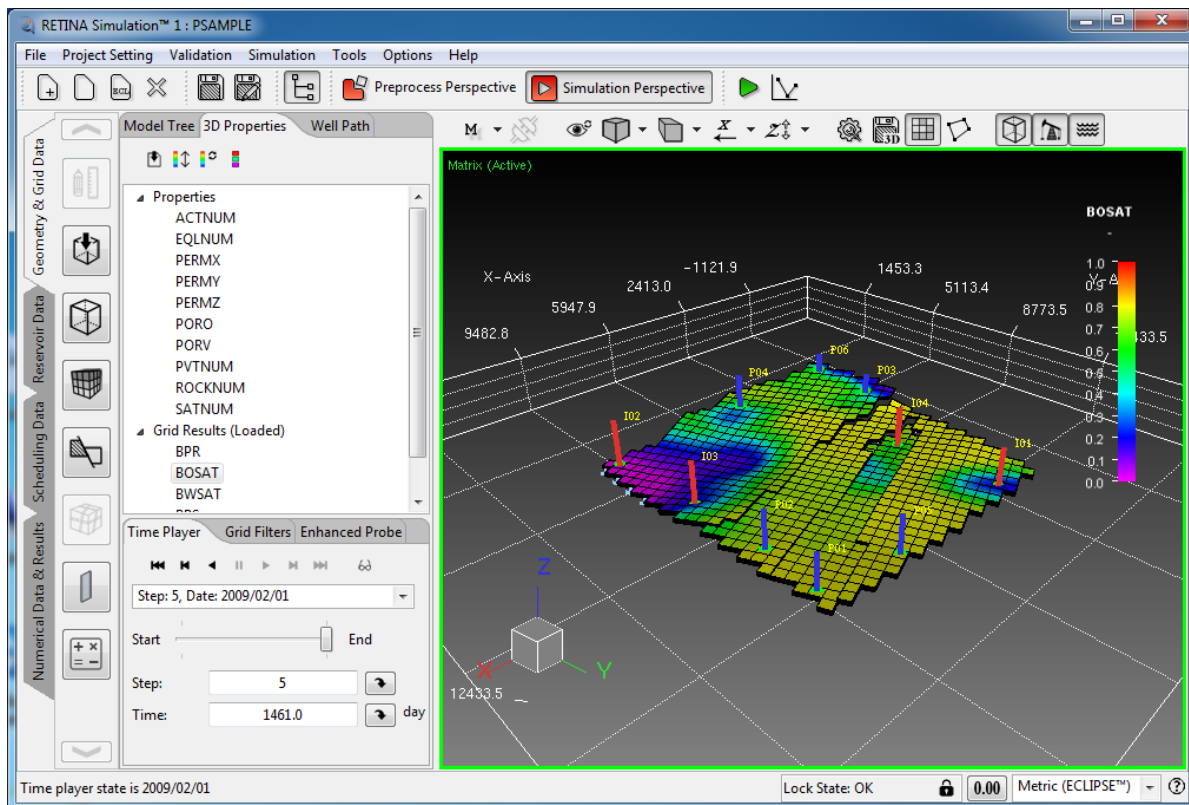 RETINA Simulation™ 1 : PSAMPLE
File Project Setting Validation Simulation Tools Options Help
ECL Preprocess Perspective Simulation Perspective
Geometry & Grid Data
Reservoir Data
Scheduling Data
Numerical Data & Results
Model Tree 3D Properties Well Path
Properties
ACTNUM
EQLNUM
PERMX
PERMY
PERMZ
PORO
PORV
PVTNUM
ROCKNUM
SATNUM
Grid Results (Loaded)
BPR
BOSAT
BWSAT
Time Player Grid Filters Enhanced Probe
Step: 5, Date: 2009/02/01
Start End
Step: 5
Time: 1461.0 day
M X Z 3D
Matrix (Active)
BOSAT
-
X-Axis
-1121.9
2413.0
5947.9
9482.8
1453.3
5113.4
8773.5
33.5
12433.5
1.0
0.9
0.8
0.7
0.6
0.5
0.4
0.3
0.2
0.1
0.0
P06
P03
P04
I04
I02
I03
I01
P02
P01
Z
X
Y
Time player state is 2009/02/01
Lock State: OK
0.00
Metric (ECLIPSE™)